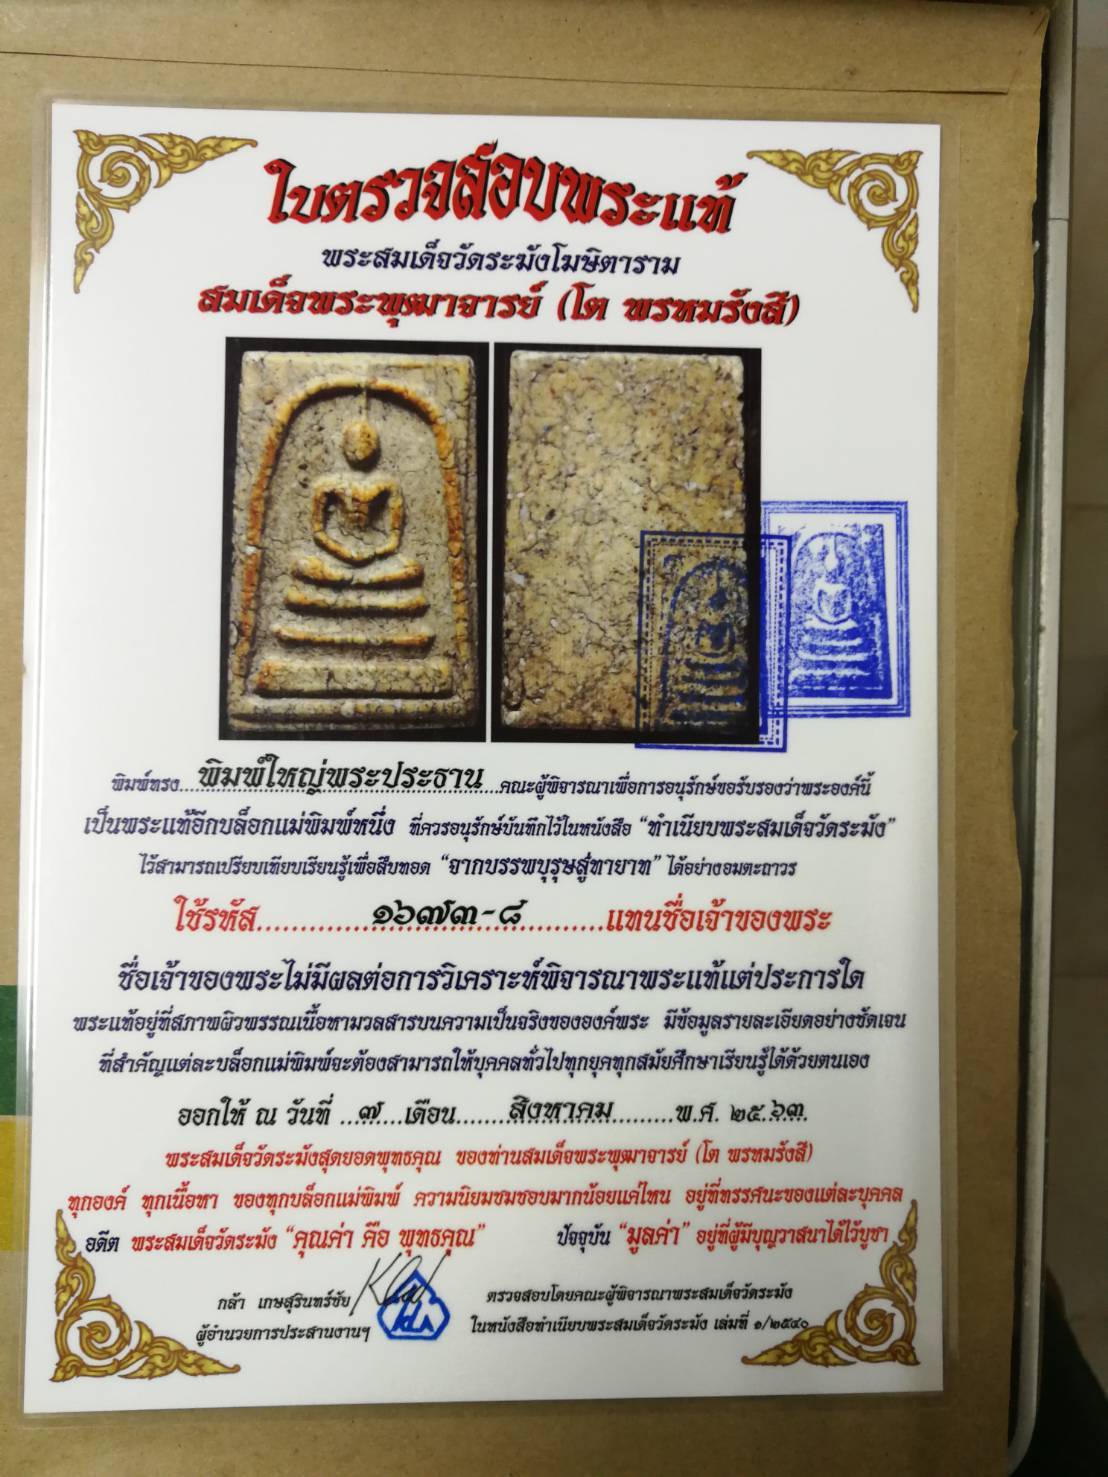 ใบตรวจสอบพระแท้
พระสมเด็จวัดระฆังโฆษิตาราม
สมเด็จพระพุฒาจารย์ (โต พรหมรังสี)
พิมพ์ทรง....พิมพ์ใหญ่พระประธาน....คณะผู้พิจารณาเพื่อการอนุรักษ์ขอรับรองว่าพระองค์นี้
เป็นพระแท้อีกบล็อกแม่พิมพ์หนึ่ง ที่ควรอนุรักษ์บันทึกไว้ในหนังสือ “ทำเนียบพระสมเด็จวัดระฆัง”
ไว้สามารถเปรียบเทียบเรียนรู้เพื่อสืบทอด “จากบรรพบุรุษสู่ทายาท” ได้อย่างอมตะถาวร
ใช้รหัส................๑๖๗๓-๘............แทนชื่อเจ้าของพระ
ชื่อเจ้าของพระไม่มีผลต่อการวิเคราะห์พิจารณาพระแท้แต่ประการใด
พระแท้อยู่ที่สภาพผิวพรรณเนื้อหามวลสารบนความเป็นจริงขององค์พระ มีข้อมูลรายละเอียดอย่างชัดเจน
ที่สำคัญแต่ละบล็อกแม่พิมพ์จะต้องสามารถให้บุคคลทั่วไปทุกยุคทุกสมัยศึกษาเรียนรู้ได้ด้วยตนเอง
ออกให้ ณ วันที่ ..๗...เดือน.......สิงหาคม........พ.ศ. ๒๕.๖๓.
พระสมเด็จวัดระฆังสุดยอดพุทธคุณ ของท่านสมเด็จพระพุฒาจารย์ (โต พรหมรังสี)
ทุกองค์ ทุกเนื้อหา ของทุกบล็อกแม่พิมพ์ ความนิยมชมชอบมากน้อยแค่ไหน อยู่ที่ทรรศนะของแต่ละบุคคล
อดีต พระสมเด็จวัดระฆัง “คุณค่า คือ พุทธคุณ” ปัจจุบัน “มูลค่า” อยู่ที่ผู้มีบุญวาสนาได้ไว้บูชา
กล้า เกษสุรินทร์ชัย
ผู้อำนวยการประสานงานฯ
ตรวจสอบโดยคณะผู้พิจารณาพระสมเด็จวัดระฆัง
ในหนังสือทำเนียบพระสมเด็จวัดระฆัง เล่มที่ ๑/๒๕๔๐